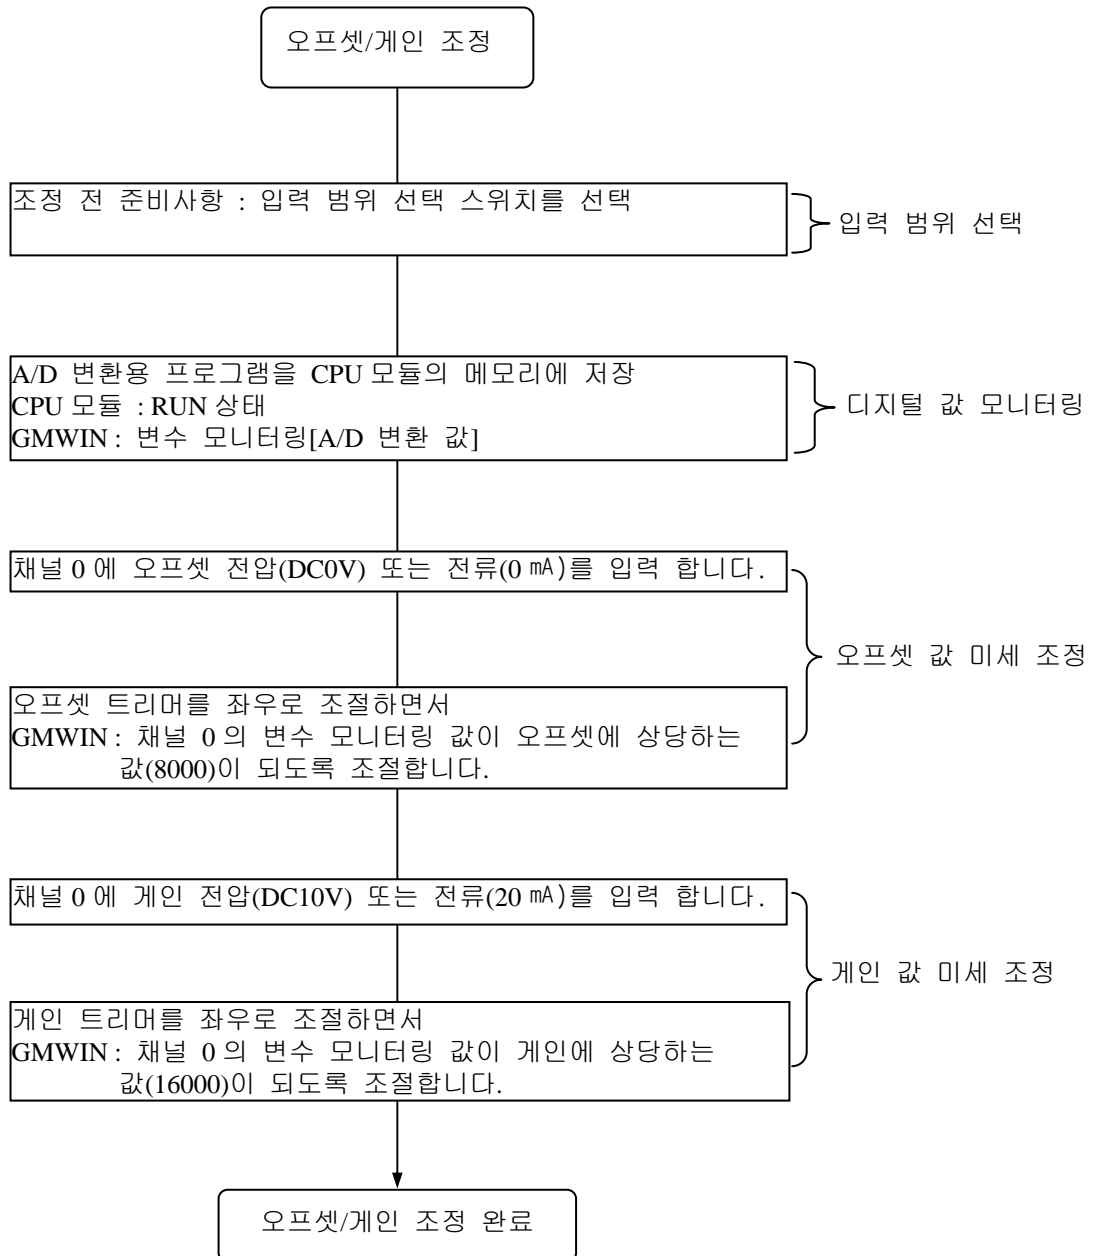 오프셋/게인 조정
조정 전 준비사항 : 입력 범위 선택 스위치를 선택
입력 범위 선택
A/D 변환용 프로그램을 CPU 모듈의 메모리에 저장
CPU 모듈 : RUN 상태
GMWIN : 변수 모니터링[A/D 변환 값]
디지털 값 모니터링
채널 0 에 오프셋 전압(DC0V) 또는 전류(0 ㎃)를 입력 합니다.
오프셋 값 미세 조정
오프셋 트리머를 좌우로 조절하면서
GMWIN : 채널 0 의 변수 모니터링 값이 오프셋에 상당하는
값(8000)이 되도록 조절합니다.
채널 0 에 게인 전압(DC10V) 또는 전류(20 ㎃)를 입력 합니다.
게인 값 미세 조정
게인 트리머를 좌우로 조절하면서
GMWIN : 채널 0 의 변수 모니터링 값이 게인에 상당하는
값(16000)이 되도록 조절합니다.
오프셋/게인 조정 완료